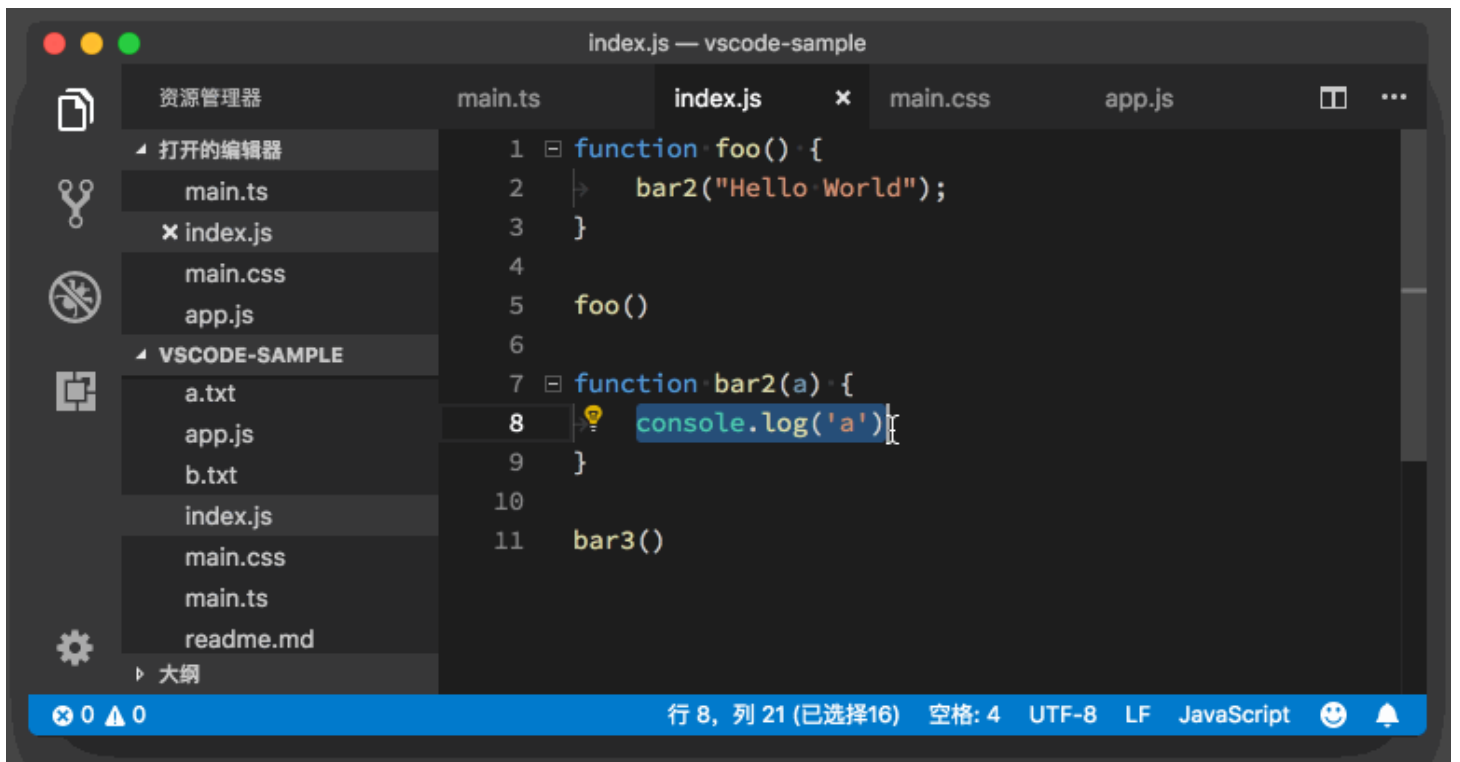 index.js — vscode-sample
资源管理器
main.ts index.js × main.css app.js ···
打开的编辑器
main.ts
× index.js
main.css
app.js
VSCODE-SAMPLE
a.txt
app.js
b.txt
index.js
main.css
main.ts
readme.md
大纲
1 function foo() {
2 bar2("Hello World");
3 }
4
5 foo()
6
7 function bar2(a) {
8 console.log('a')
9 }
10
11 bar3()
0 0 行 8，列 21 (已选择16) 空格: 4 UTF-8 LF JavaScript